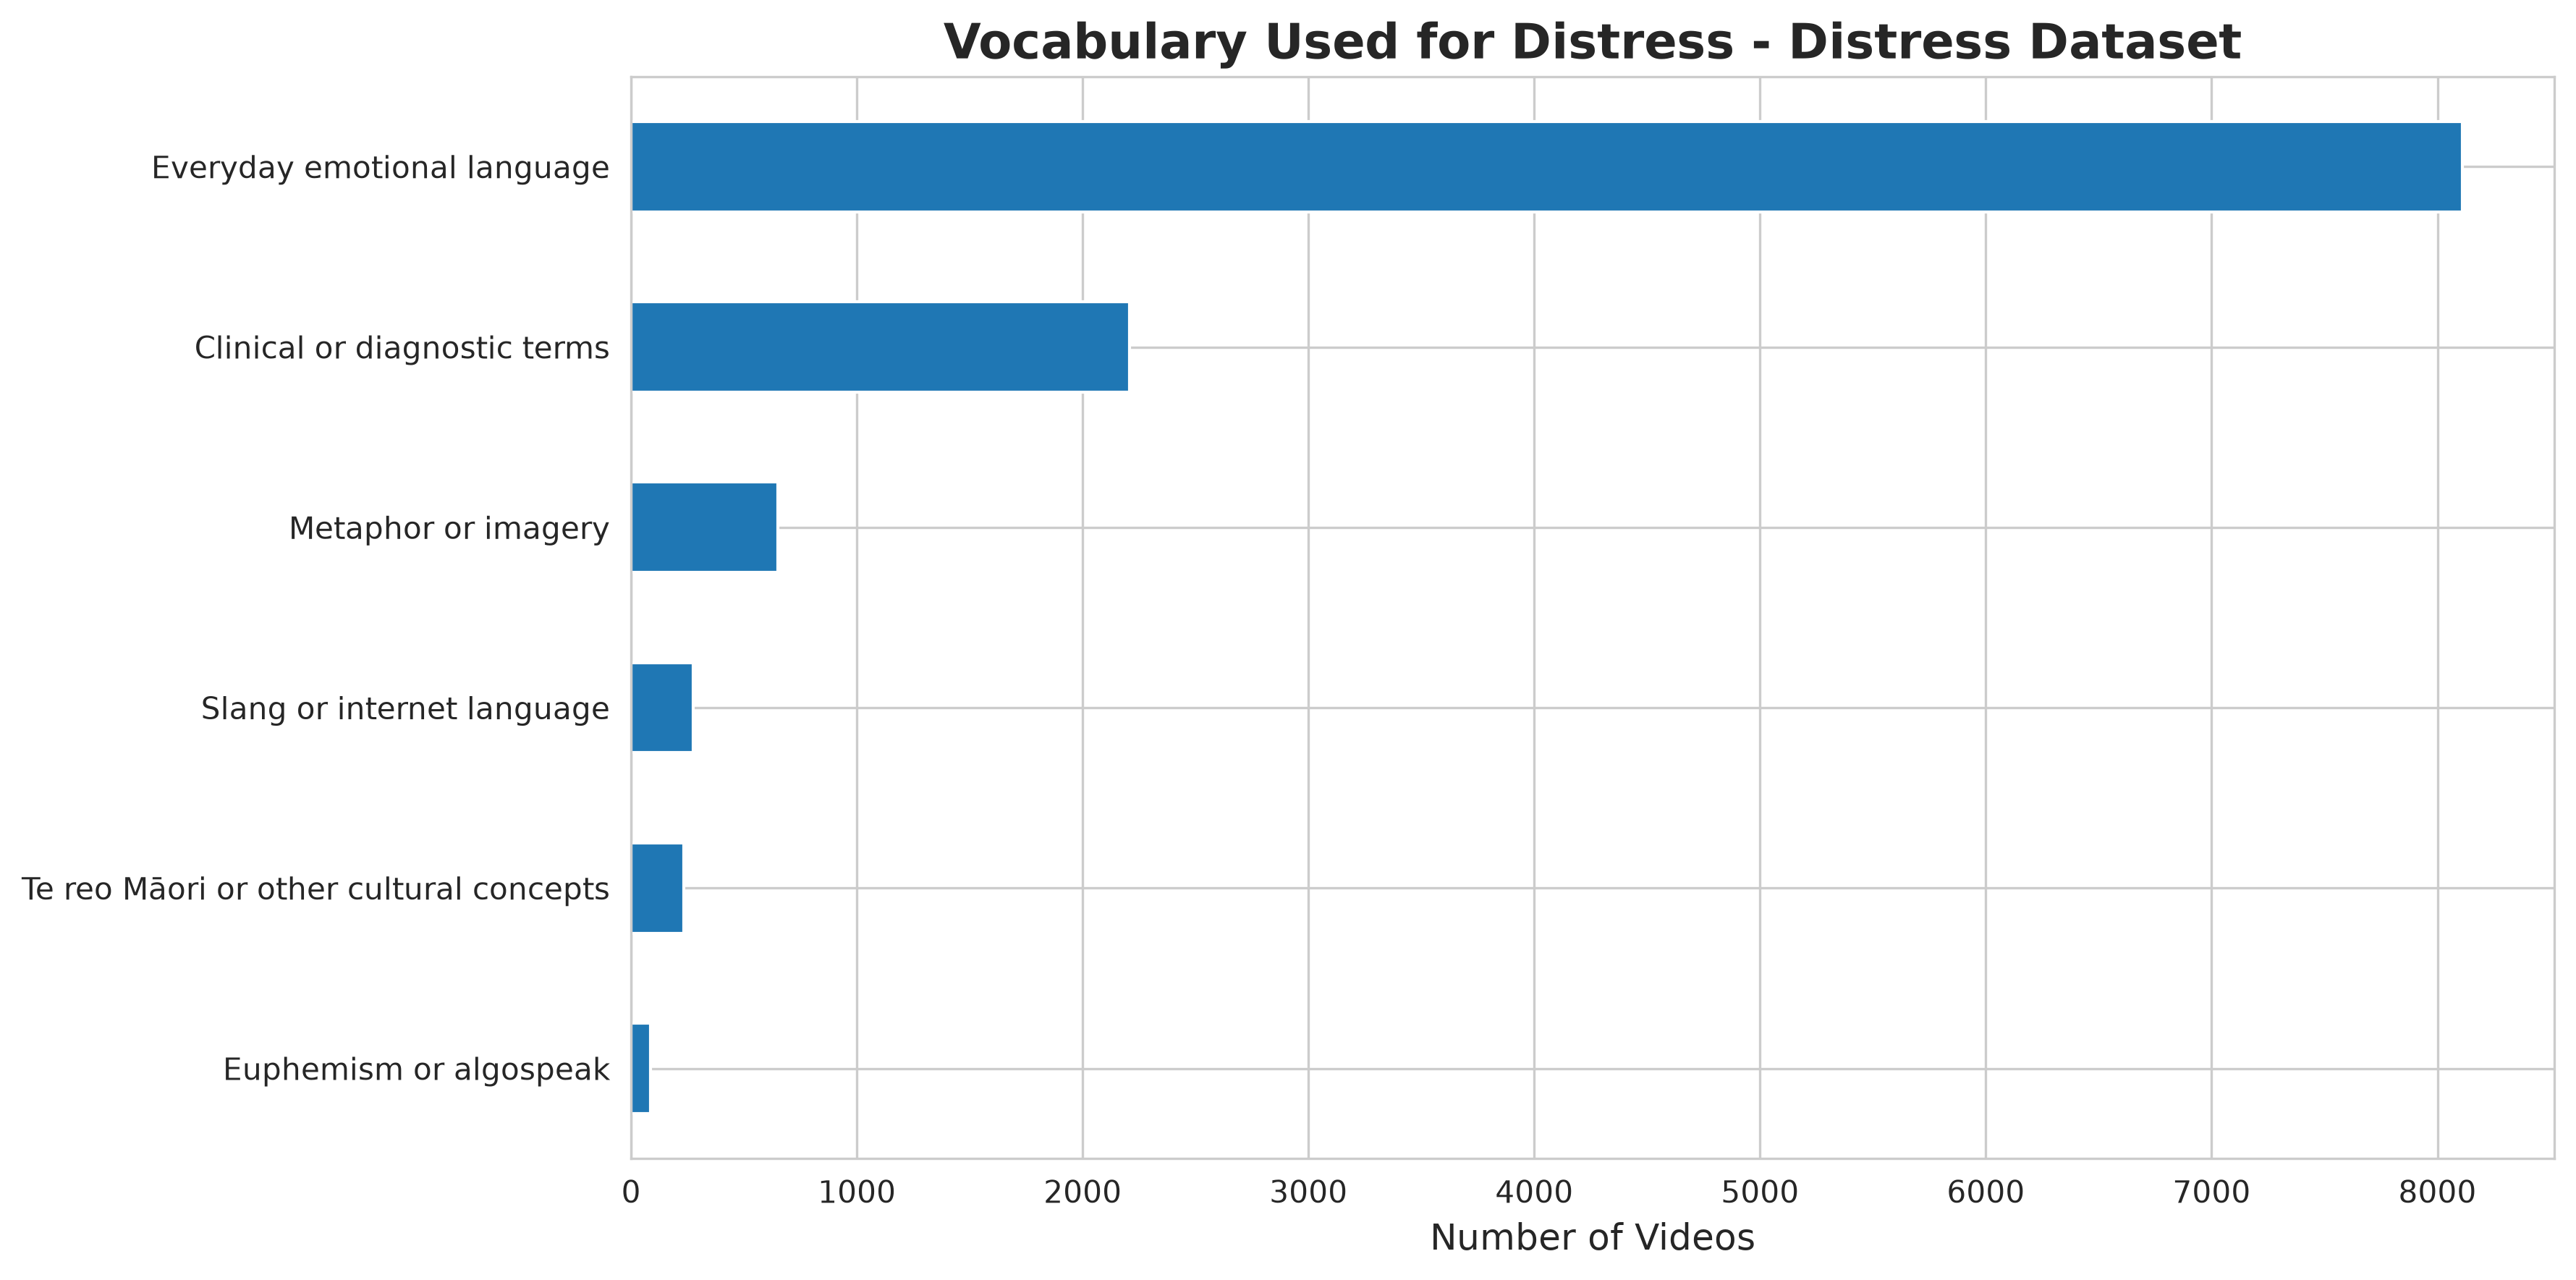 Vocabulary Used for Distress - Distress Dataset
Everyday emotional language
Clinical or diagnostic terms
Metaphor or imagery
Slang or internet language
Te reo Māori or other cultural concepts
Euphemism or algospeak
0 1000 2000 3000 4000 5000 6000 7000 8000
Number of Videos